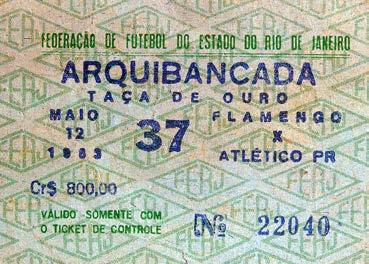 FEDERAÇÃO DE FUTEBOL DO ESTADO DO RIO DE JANEIRO
ARQUIBANCADA
TAÇA DE OURO
MAIO
12
1983
37
FLAMENGO
X
ATLÉTICO PR
Cr$ 800,00
VÁLIDO SOMENTE COM
O TICKET DE CONTROLE
Nº 22040
FERJ